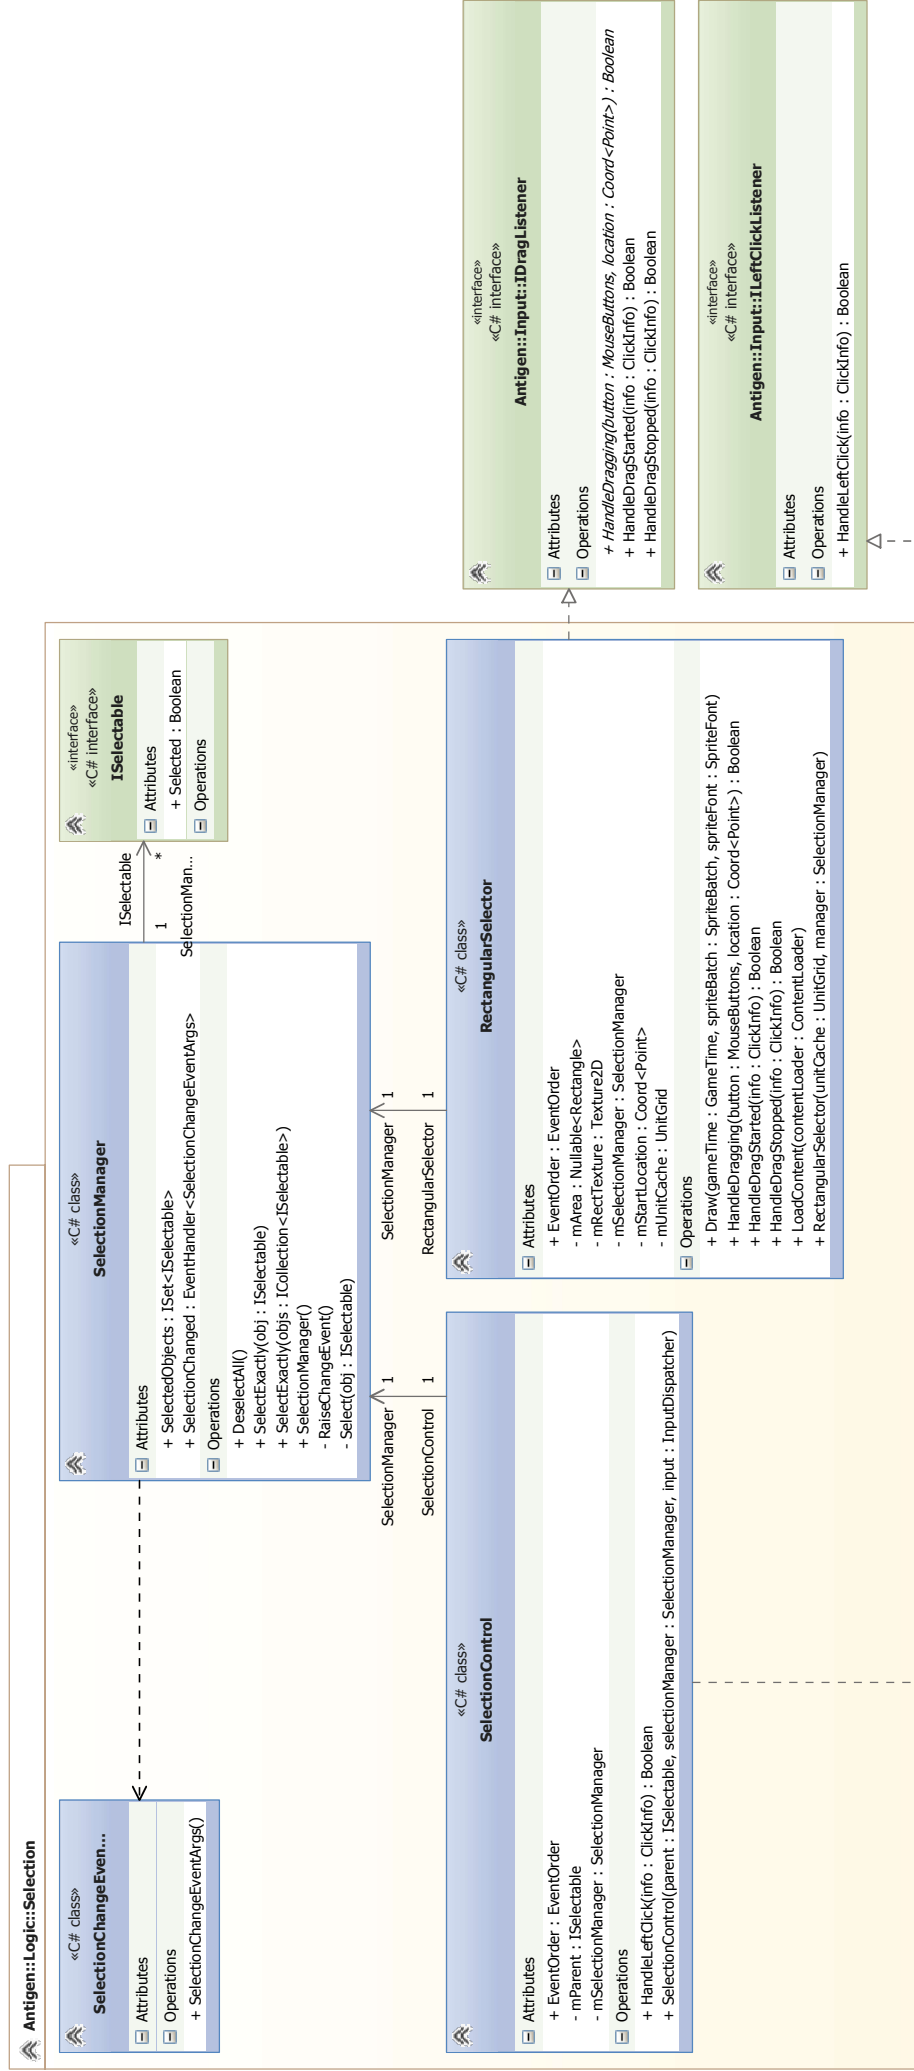 Antigen::Logic::Selection
«C# class»
SelectionChangeEven...
Attributes
Operations
+ SelectionChangeEventArgs()
«C# class»
SelectionManager
Attributes
+ SelectedObjects : ISet<ISelectable>
+ SelectionChanged : EventHandler<SelectionChangeEventArgs>
Operations
+ DeselectAll()
+ SelectExactly(obj : ISelectable)
+ SelectExactly(objs : ICollection<ISelectable>)
+ SelectionManager()
- RaiseChangeEvent()
- Select(obj : ISelectable)
ISelectable
1
*
SelectionMan...
«interface»
«C# interface»
ISelectable
Attributes
+ Selected : Boolean
Operations
SelectionManager
1
SelectionControl
1
SelectionManager
1
RectangularSelector
1
«C# class»
SelectionControl
Attributes
+ EventOrder : EventOrder
- mParent : ISelectable
- mSelectionManager : SelectionManager
Operations
+ HandleLeftClick(info : ClickInfo) : Boolean
+ SelectionControl(parent : ISelectable, selectionManager : SelectionManager, input : InputDispatcher)
«C# class»
RectangularSelector
Attributes
+ EventOrder : EventOrder
- mArea : Nullable<Rectangle>
- mRectTexture : Texture2D
- mSelectionManager : SelectionManager
- mStartLocation : Coord<Point>
- mUnitCache : UnitGrid
Operations
+ Draw(gameTime : GameTime, spriteBatch : SpriteBatch, spriteFont : SpriteFont)
+ HandleDragging(button : MouseButtons, location : Coord<Point>) : Boolean
+ HandleDragStarted(info : ClickInfo) : Boolean
+ HandleDragStopped(info : ClickInfo) : Boolean
+ LoadContent(contentLoader : ContentLoader)
+ RectangularSelector(unitCache : UnitGrid, manager : SelectionManager)
«interface»
«C# interface»
Antigen::Input::IDragListener
Attributes
Operations
+ HandleDragging(button : MouseButtons, location : Coord<Point>) : Boolean
+ HandleDragStarted(info : ClickInfo) : Boolean
+ HandleDragStopped(info : ClickInfo) : Boolean
«interface»
«C# interface»
Antigen::Input::ILeftClickListener
Attributes
Operations
+ HandleLeftClick(info : ClickInfo) : Boolean